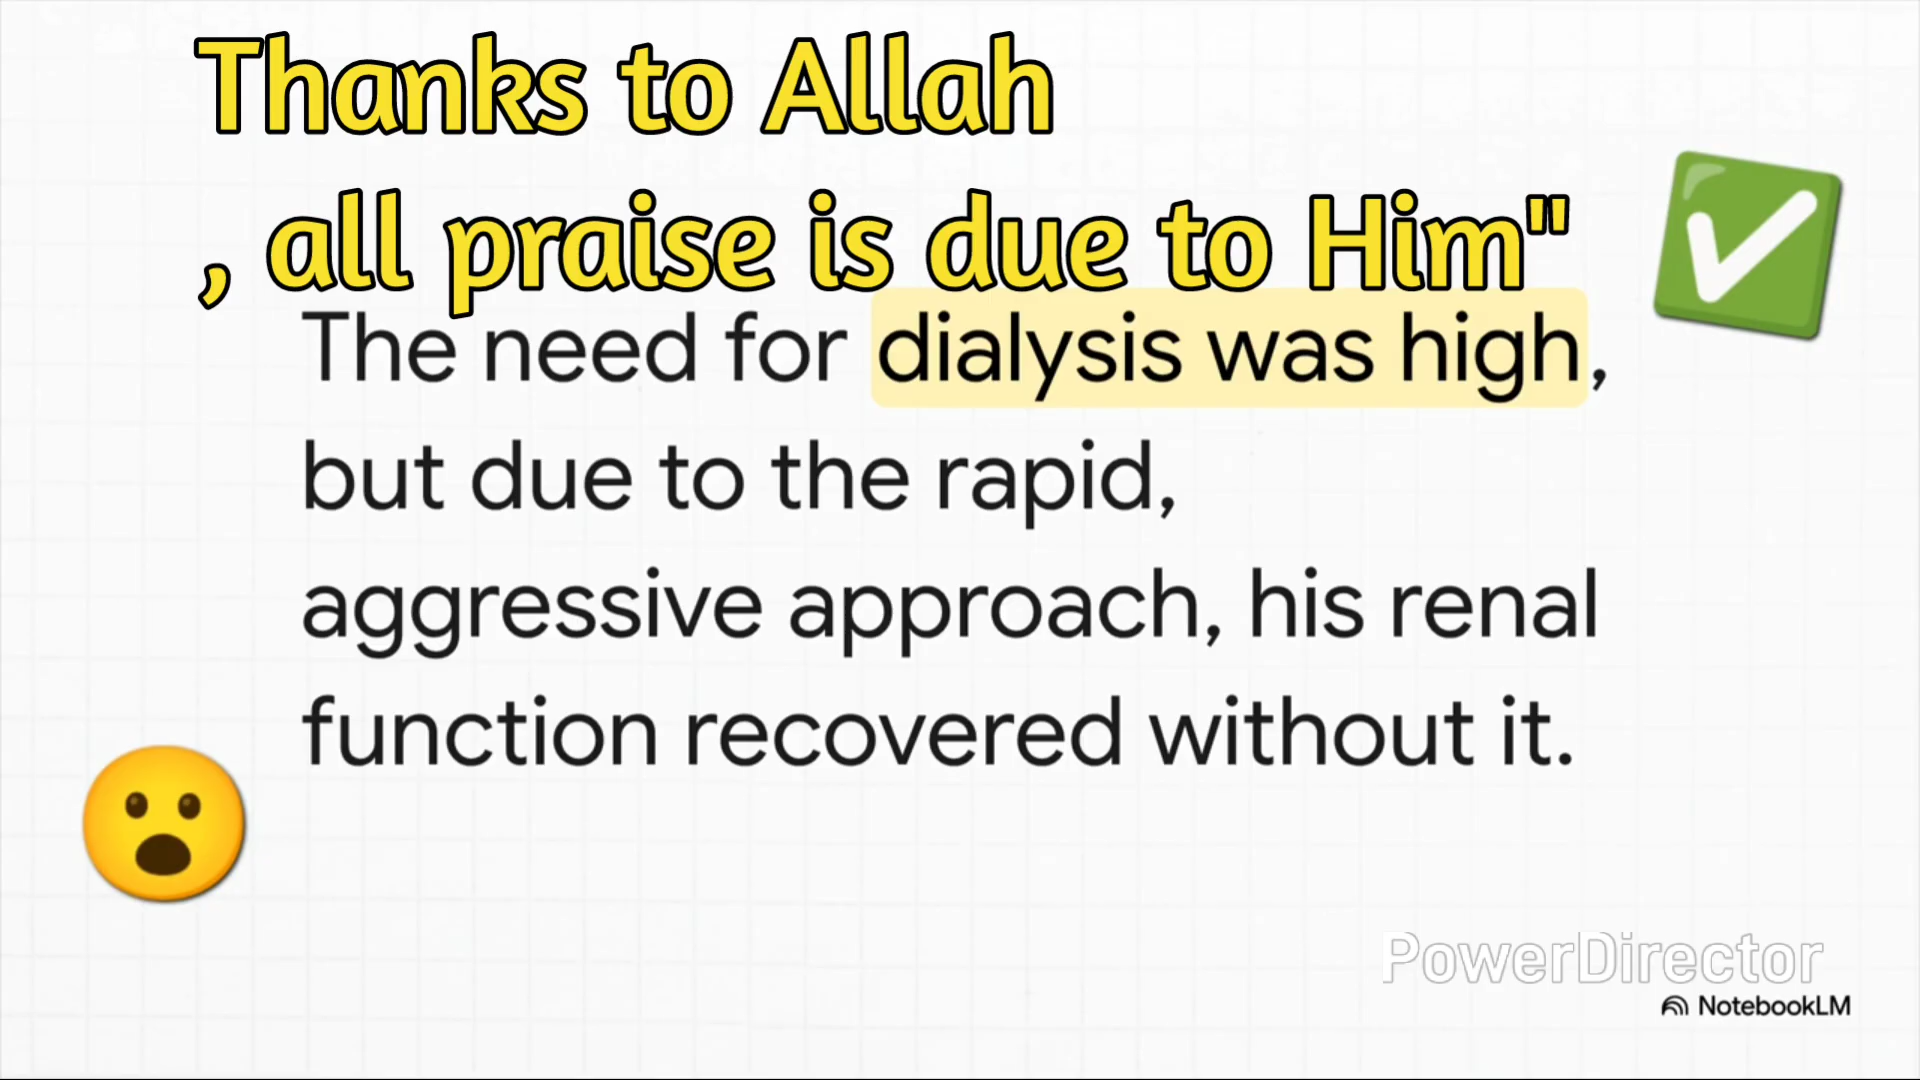 Thanks to Allah
, all praise is due to Him"
The need for dialysis was high,
but due to the rapid,
aggressive approach, his renal
function recovered without it.
PowerDirector
NotebookLM